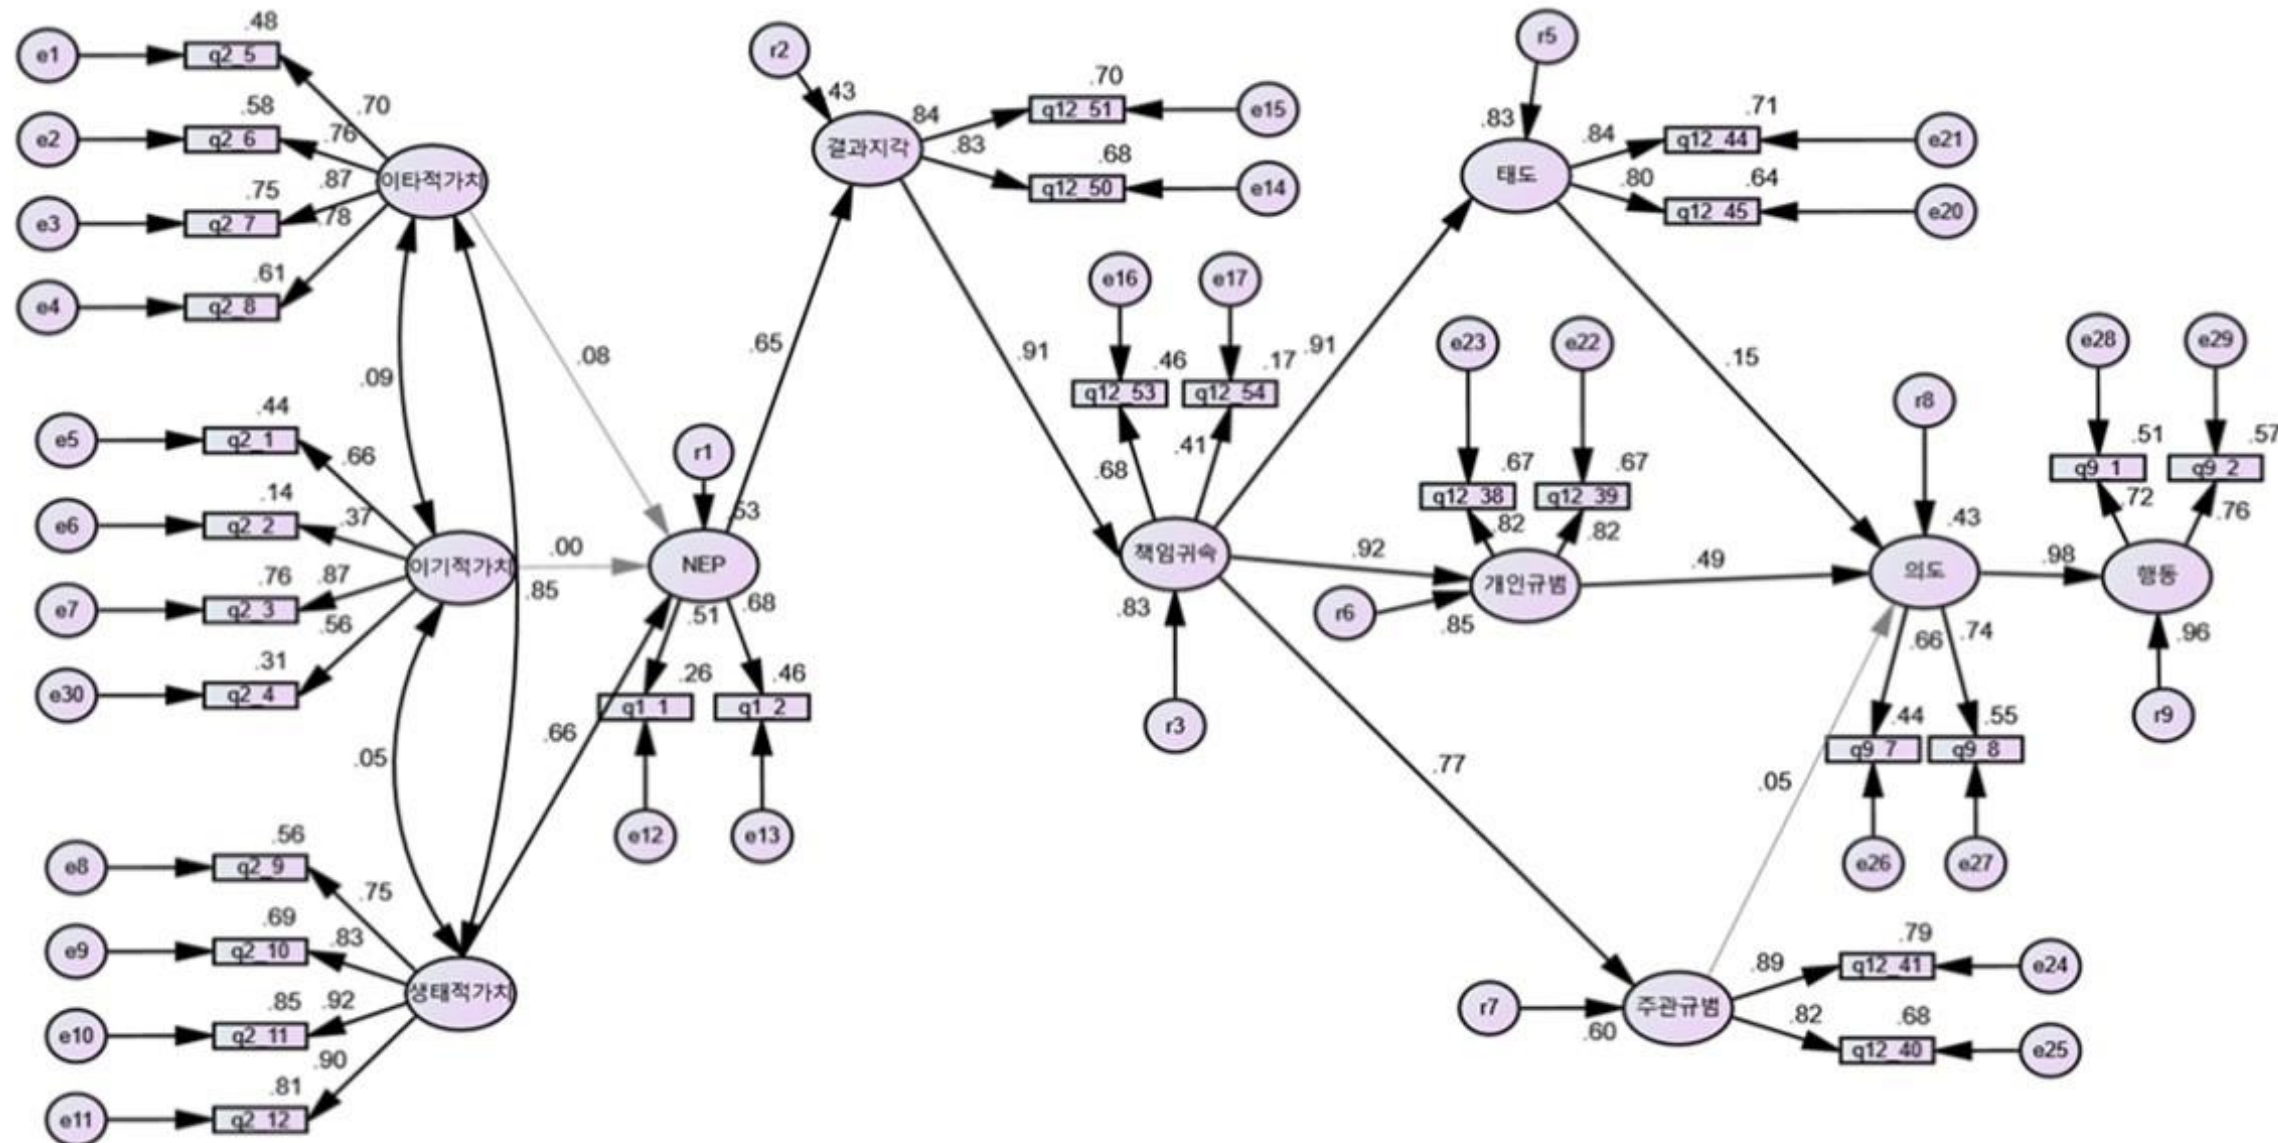 .48
e1
q2_5
.70
.58
e2
q2_6
.76
.75
e3
q2_7
.87
.61
e4
q2_8
.78
이타적가치
.09
.08
.85
.44
e5
q2_1
.66
.14
e6
q2_2
.37
.76
e7
q2_3
.87
.31
e30
q2_4
.56
이기적가치
.00
.05
.56
e8
q2_9
.75
.69
e9
q2_10
.83
.85
e10
q2_11
.92
.81
e11
q2_12
.90
생태적가치
.66
r1
.53
NEP
.51
.68
.26
q1_1
.46
q1_2
e12
e13
.65
r2
.43
결과지각
.84
.70
q12_51
e15
.83
.68
q12_50
e14
.91
e16
e17
.46
q12_53
.17
q12_54
.68
.41
책임귀속
.83
r3
.91
.92
.77
r5
.83
태도
.84
.71
q12_44
e21
.80
.64
q12_45
e20
.15
e23
e22
.67
q12_38
.67
q12_39
.82
.82
개인규범
r6
.85
.49
r7
.60
주관규범
.05
.89
.79
q12_41
e24
.82
.68
q12_40
e25
r8
.43
의도
.66
.74
.44
q9_7
.55
q9_8
e26
e27
.98
e28
e29
.51
q9_1
.57
q9_2
.72
.76
행동
.96
r9